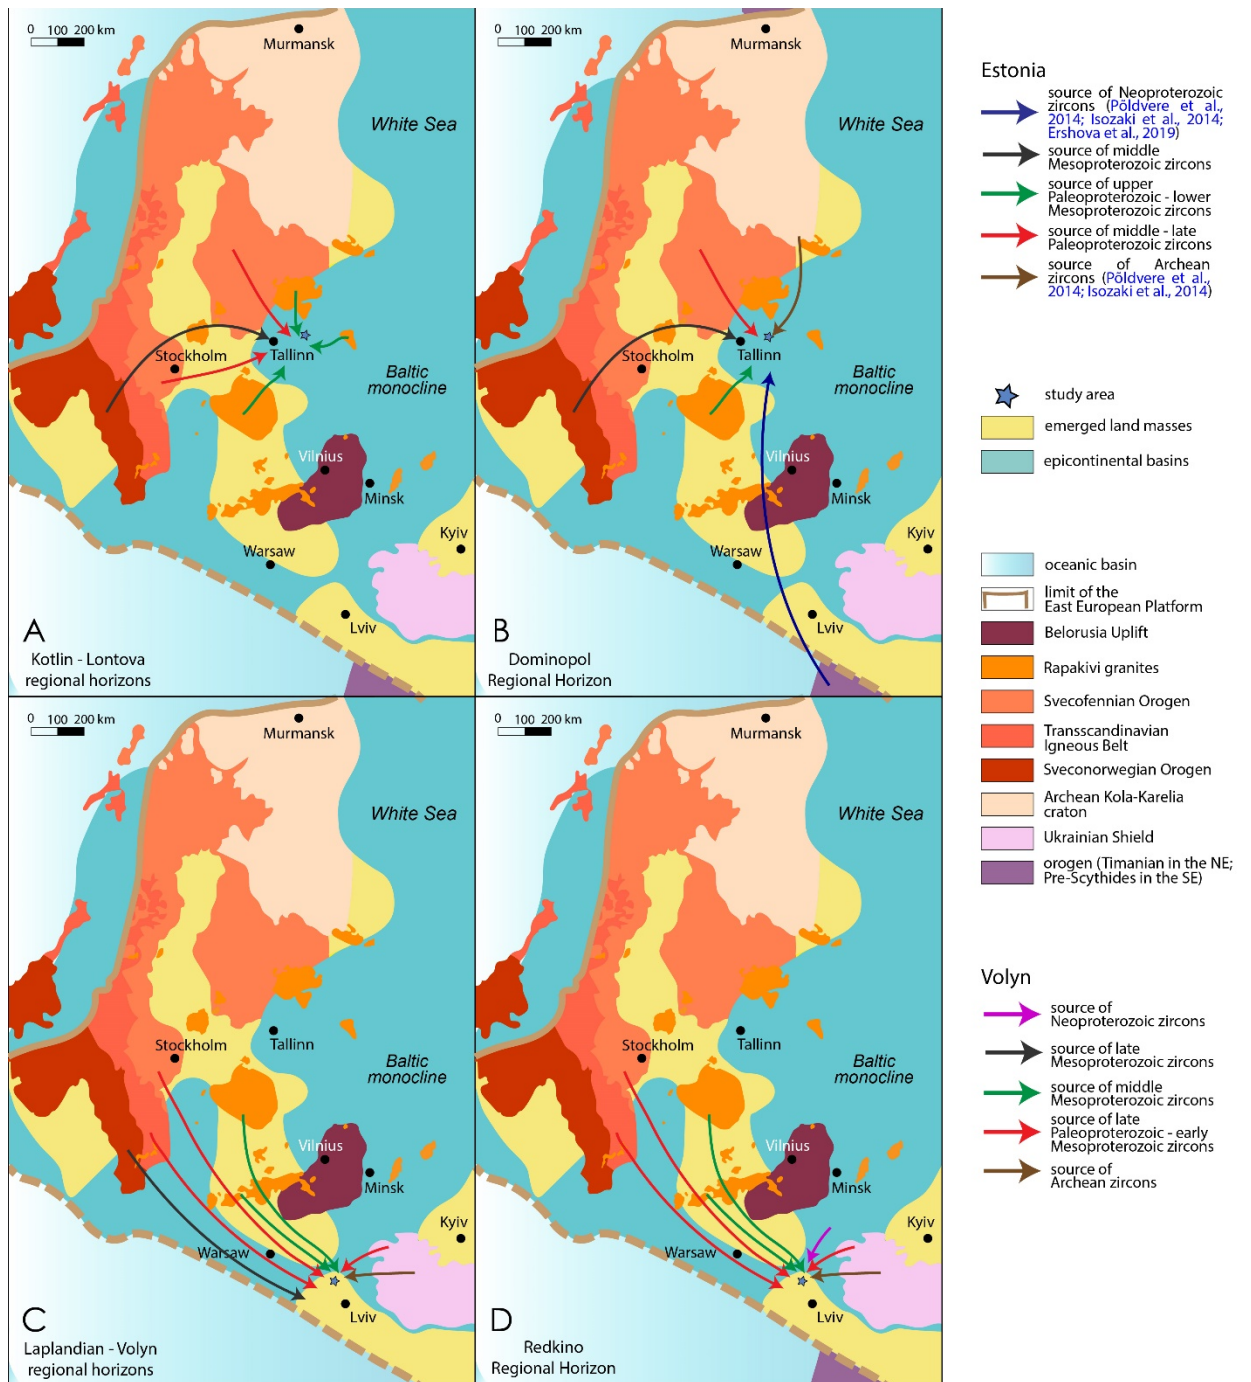 0 100 200 km
Murmansk
White Sea
Stockholm
Tallinn
Baltic
monocline
Vilnius
Minsk
Kyiv
Warsaw
Lviv
A
Kotlin - Lontova
regional horizons
0 100 200 km
Murmansk
White Sea
Stockholm
Tallinn
Baltic
monocline
Vilnius
Minsk
Kyiv
Warsaw
Lviv
B
Dominopol
Regional Horizon
0 100 200 km
Murmansk
White Sea
Stockholm
Tallinn
Baltic
monocline
Vilnius
Minsk
Kyiv
Warsaw
Lviv
C
Laplandian - Volyn
regional horizons
0 100 200 km
Murmansk
White Sea
Stockholm
Tallinn
Baltic
monocline
Vilnius
Minsk
Kyiv
Warsaw
Lviv
D
Redkino
Regional Horizon
Estonia
source of Neoproterozoic
zircons (Põldvere et al.,
2014; Isozaki et al., 2014;
Ershova et al., 2019)
source of middle
Mesoproterozoic zircons
source of upper
Paleoproterozoic - lower
Mesoproterozoic zircons
source of middle - late
Paleoproterozoic zircons
source of Archean
zircons (Põldvere et al.,
2014; Isozaki et al., 2014)
study area
emerged land masses
epicontinental basins
oceanic basin
limit of the
East European Platform
Belorusia Uplift
Rapakivi granites
Svecofennian Orogen
Transscandinavian
Igneous Belt
Sveconorwegian Orogen
Archean Kola-Karelia
craton
Ukrainian Shield
orogen (Timanian in the NE;
Pre-Scythides in the SE)
Volyn
source of
Neoproterozoic zircons
source of late
Mesoproterozoic zircons
source of middle
Mesoproterozoic zircons
source of late
Paleoproterozoic - early
Mesoproterozoic zircons
source of
Archean zircons